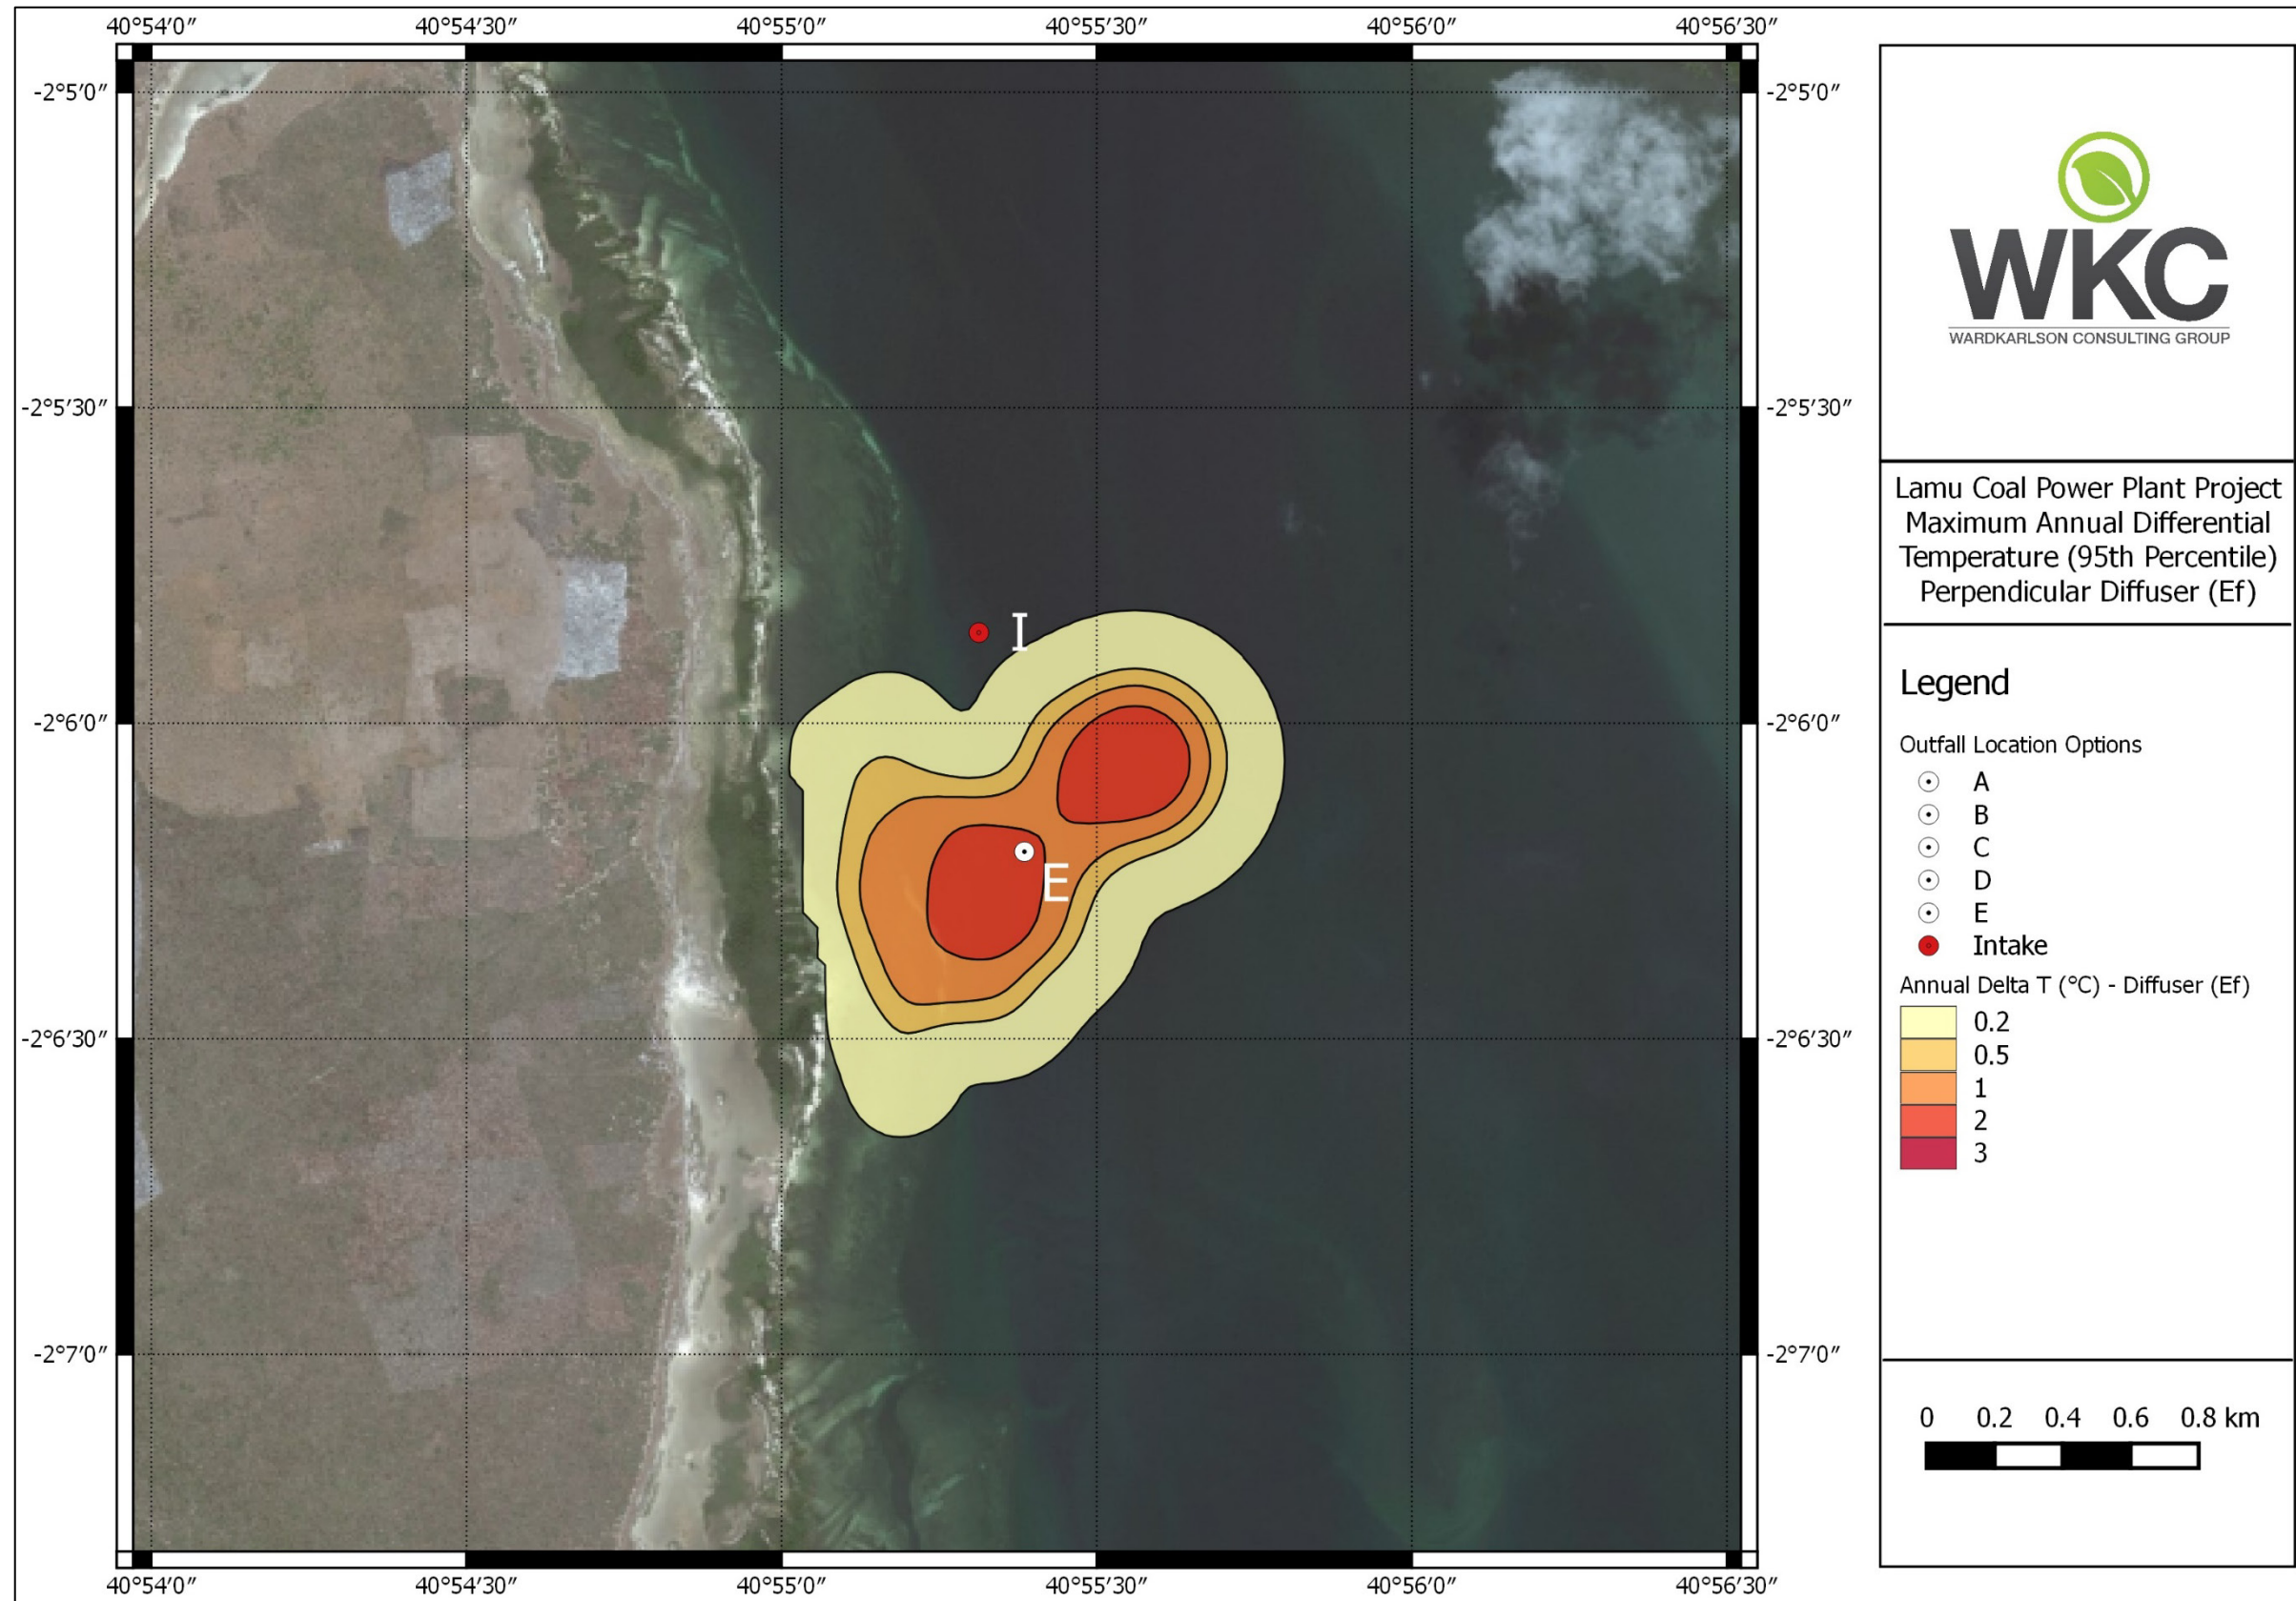 40°54′0″ 40°54′30″ 40°55′0″ 40°55′30″ 40°56′0″ 40°56′30″
-2°5′0″ -2°5′0″
-2°5′30″ -2°5′30″
I
-2°6′0″ -2°6′0″
E
-2°6′30″ -2°6′30″
-2°7′0″ -2°7′0″
40°54′0″ 40°54′30″ 40°55′0″ 40°55′30″ 40°56′0″ 40°56′30″
WKC
WARDKARLSON CONSULTING GROUP
Lamu Coal Power Plant Project
Maximum Annual Differential
Temperature (95th Percentile)
Perpendicular Diffuser (Ef)
Legend
Outfall Location Options
A
B
C
D
E
Intake
Annual Delta T (°C) - Diffuser (Ef)
0.2
0.5
1
2
3
0 0.2 0.4 0.6 0.8 km